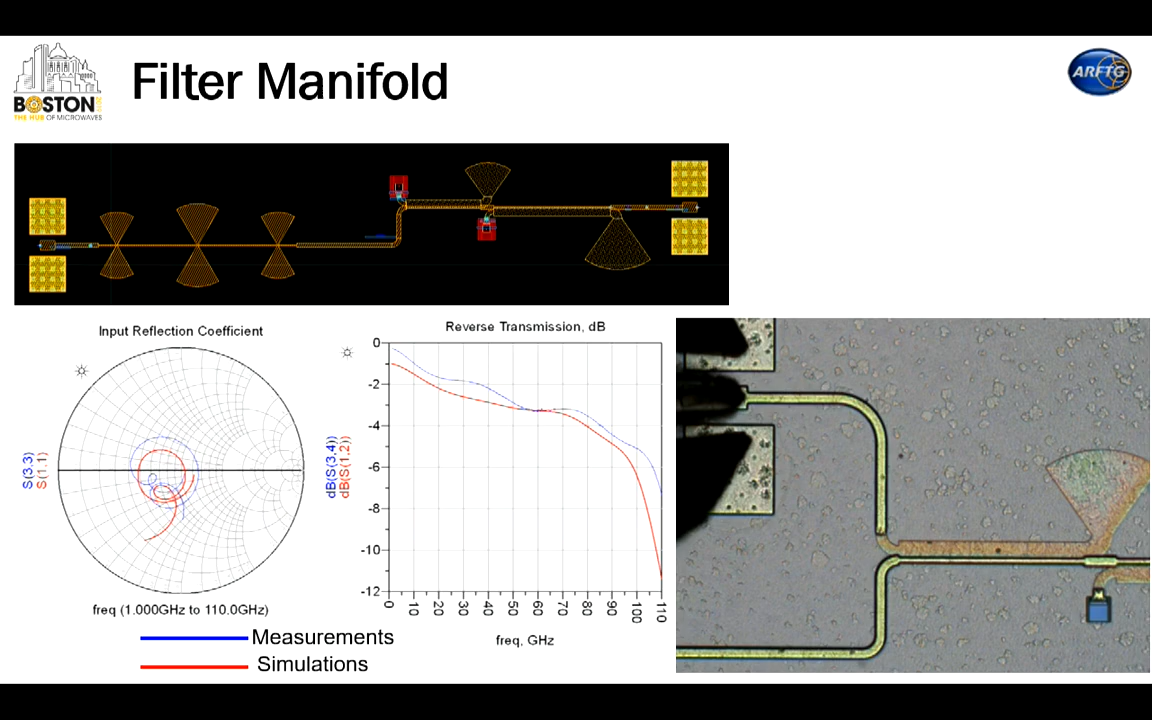 BOSTON
THE HUB OF MICROWAVES
Filter Manifold
ARFTG
Input Reflection Coefficient
S(3,3)
S(1,1)
freq (1.000GHz to 110.0GHz)
Reverse Transmission, dB
dB(S(3,4))
dB(S(1,2))
0
-2
-4
-6
-8
-10
-12
0
10
20
30
40
50
60
70
80
90
100
110
freq, GHz
Measurements
Simulations